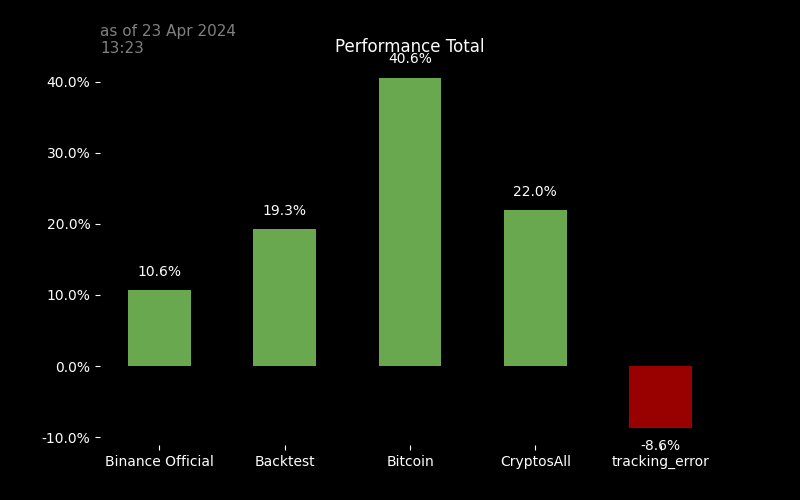 as of 23 Apr 2024
13:23
Performance Total
40.6%
40.0%
30.0%
22.0%
20.0%
19.3%
10.6%
10.0%
0.0%
-10.0%
-8.6%
Binance Official
Backtest
Bitcoin
CryptosAll
tracking_error